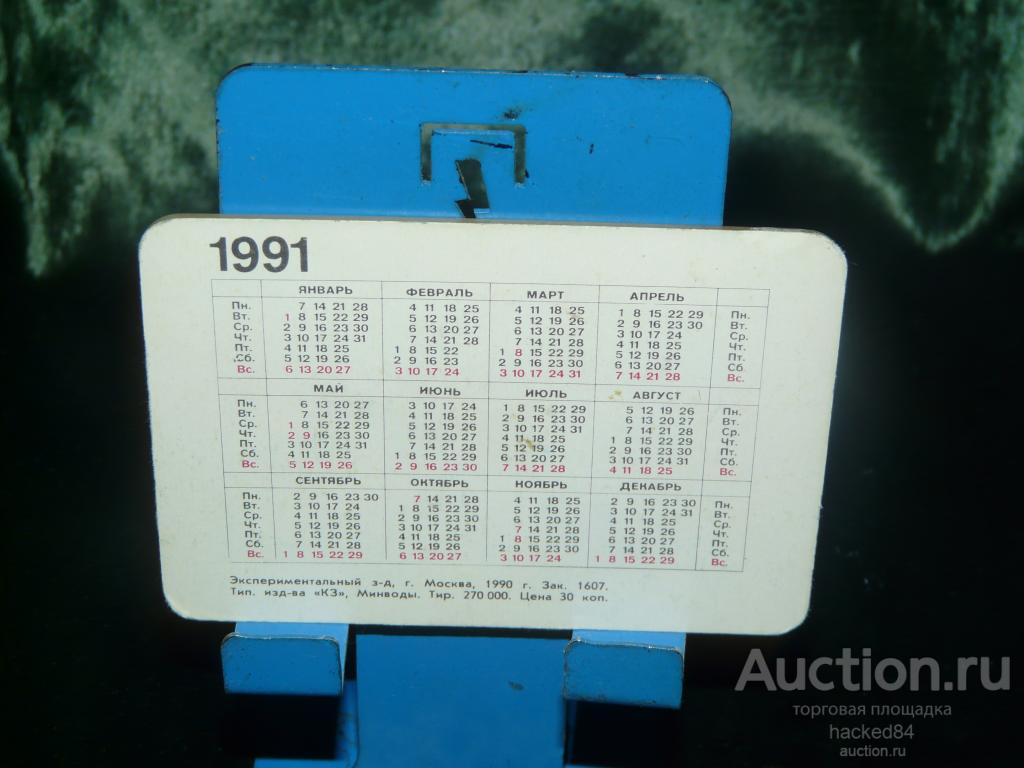 1991
ЯНВАРЬ ФЕВРАЛЬ МАРТ АПРЕЛЬ
Пн. 7 14 21 28 4 11 18 25 4 11 18 25 1 8 15 22 29 Пн.
Вт. 1 8 15 22 29 5 12 19 26 5 12 19 26 2 9 16 23 30 Вт.
Ср. 2 9 16 23 30 6 13 20 27 6 13 20 27 3 10 17 24 Ср.
Чт. 3 10 17 24 31 7 14 21 28 7 14 21 28 4 11 18 25 Чт.
Пт. 4 11 18 25 1 8 15 22 1 8 15 22 29 5 12 19 26 Пт.
Сб. 5 12 19 26 2 9 16 23 2 9 16 23 30 6 13 20 27 Сб.
Вс. 6 13 20 27 3 10 17 24 3 10 17 24 31 7 14 21 28 Вс.
МАЙ ИЮНЬ ИЮЛЬ АВГУСТ
Пн. 6 13 20 27 3 10 17 24 1 8 15 22 29 5 12 19 26 Пн.
Вт. 7 14 21 28 4 11 18 25 2 9 16 23 30 6 13 20 27 Вт.
Ср. 1 8 15 22 29 5 12 19 26 3 10 17 24 31 7 14 21 28 Ср.
Чт. 2 9 16 23 30 6 13 20 27 4 11 18 25 1 8 15 22 29 Чт.
Пт. 3 10 17 24 31 7 14 21 28 5 12 19 26 2 9 16 23 30 Пт.
Сб. 4 11 18 25 1 8 15 22 29 6 13 20 27 3 10 17 24 31 Сб.
Вс. 5 12 19 26 2 9 16 23 30 7 14 21 28 4 11 18 25 Вс.
СЕНТЯБРЬ ОКТЯБРЬ НОЯБРЬ ДЕКАБРЬ
Пн. 2 9 16 23 30 7 14 21 28 4 11 18 25 2 9 16 23 30 Пн.
Вт. 3 10 17 24 1 8 15 22 29 5 12 19 26 3 10 17 24 31 Вт.
Ср. 4 11 18 25 2 9 16 23 30 6 13 20 27 4 11 18 25 Ср.
Чт. 5 12 19 26 3 10 17 24 31 7 14 21 28 5 12 19 26 Чт.
Пт. 6 13 20 27 4 11 18 25 1 8 15 22 29 6 13 20 27 Пт.
Сб. 7 14 21 28 5 12 19 26 2 9 16 23 30 7 14 21 28 Сб.
Вс. 1 8 15 22 29 6 13 20 27 3 10 17 24 1 8 15 22 29 Вс.
Экспериментальный з-д, г. Москва, 1990 г. Зак. 1607.
Тип. изд-ва «КЗ», Минводы. Тир. 270 000. Цена 30 коп.
Auction.ru
торговая площадка
hacked84
auction.ru